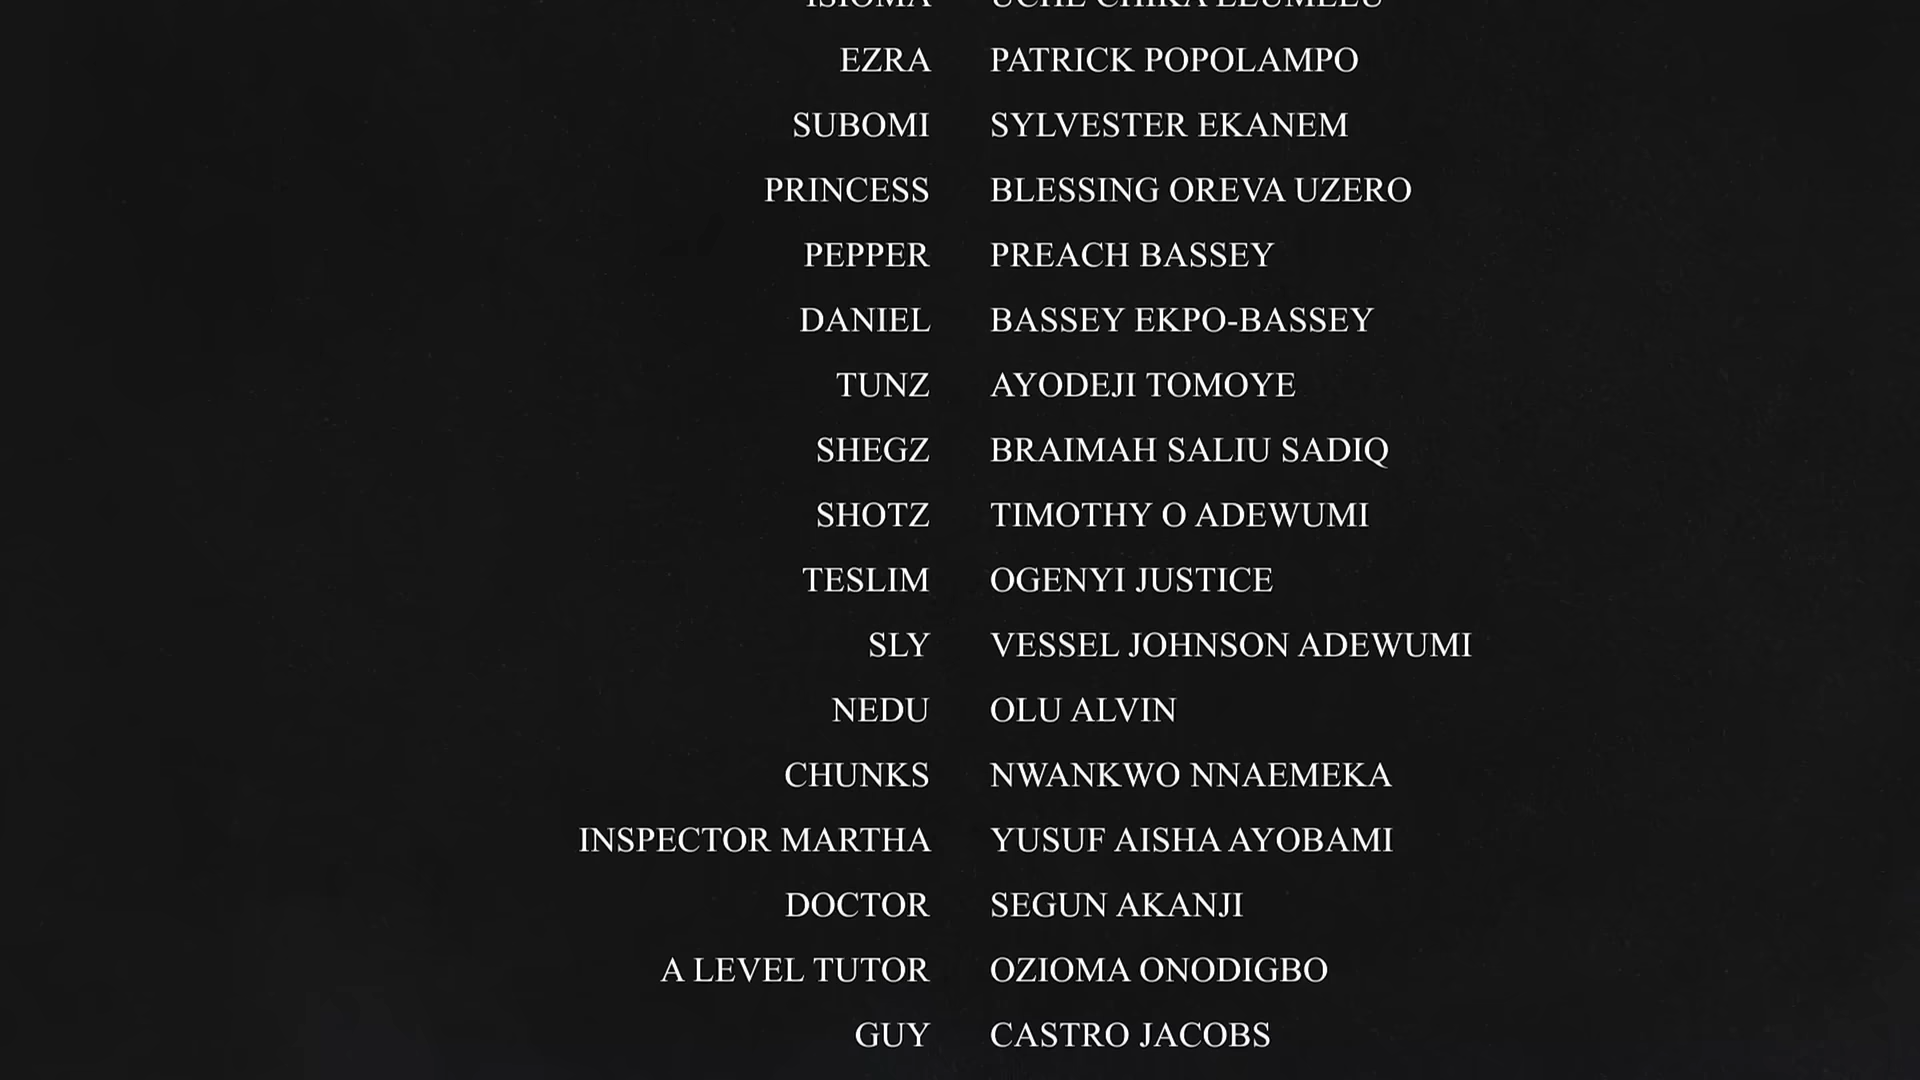 EZRA PATRICK POPOLAMPO
SUBOMI SYLVESTER EKANEM
PRINCESS BLESSING OREVA UZERO
PEPPER PREACH BASSEY
DANIEL BASSEY EKPO-BASSEY
TUNZ AYODEJI TOMOYE
SHEGZ BRAIMAH SALIU SADIQ
SHOTZ TIMOTHY O ADEWUMI
TESLIM OGENYI JUSTICE
SLY VESSEL JOHNSON ADEWUMI
NEDU OLU ALVIN
CHUNKS NWANKWO NNAEMEKA
INSPECTOR MARTHA YUSUF AISHA AYOBAMI
DOCTOR SEGUN AKANJI
A LEVEL TUTOR OZIOMA ONODIGBO
GUY CASTRO JACOBS